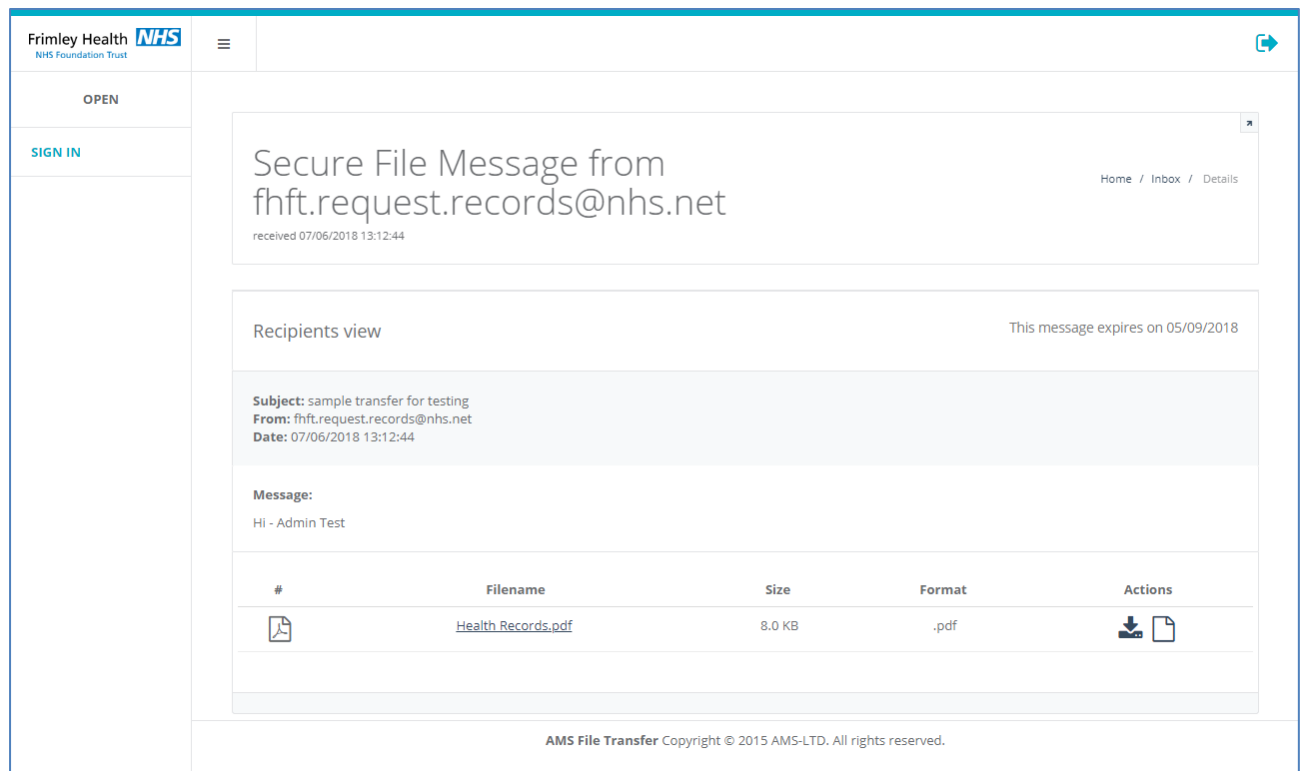 Frimley Health NHS
NHS Foundation Trust
OPEN
SIGN IN
Secure File Message from
fhft.request.records@nhs.net
received 07/06/2018 13:12:44
Home / Inbox / Details
Recipients view
This message expires on 05/09/2018
Subject: sample transfer for testing
From: fhft.request.records@nhs.net
Date: 07/06/2018 13:12:44
Message:
Hi - Admin Test
# Filename Size Format Actions
Health Records.pdf 8.0 KB .pdf
AMS File Transfer Copyright © 2015 AMS-LTD. All rights reserved.